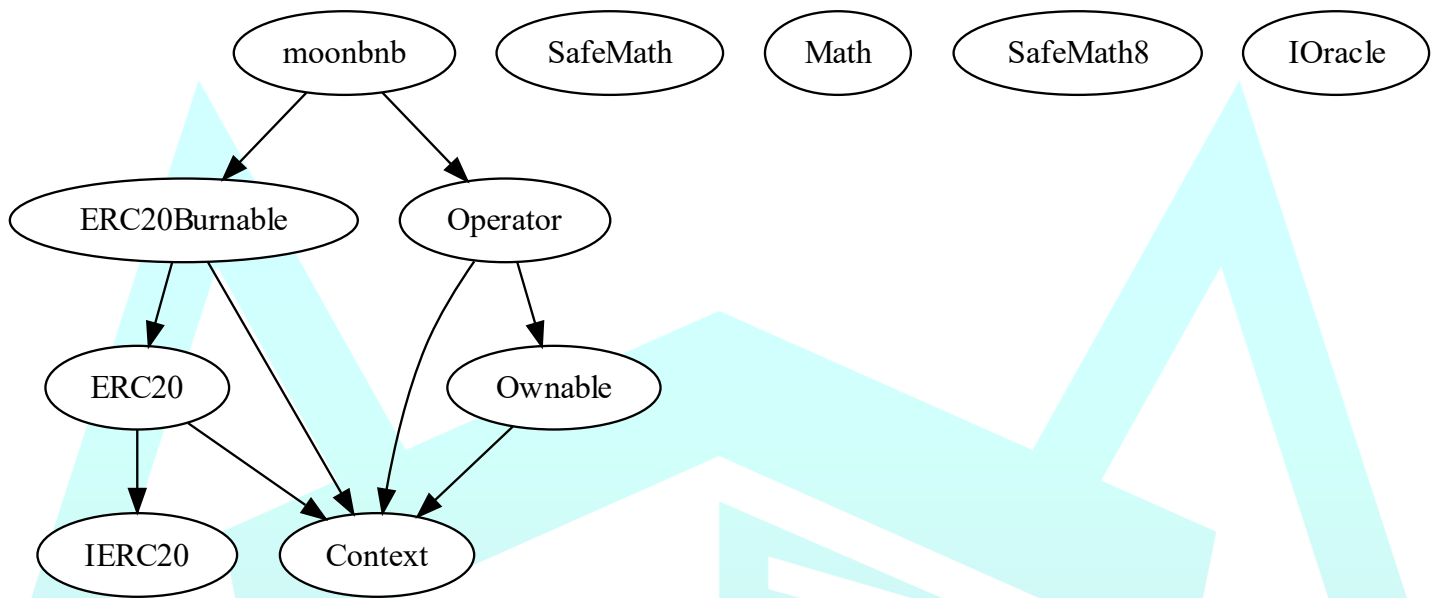 moonbnb
SafeMath
Math
SafeMath8
IOracle
ERC20Burnable
Operator
ERC20
Ownable
IERC20
Context